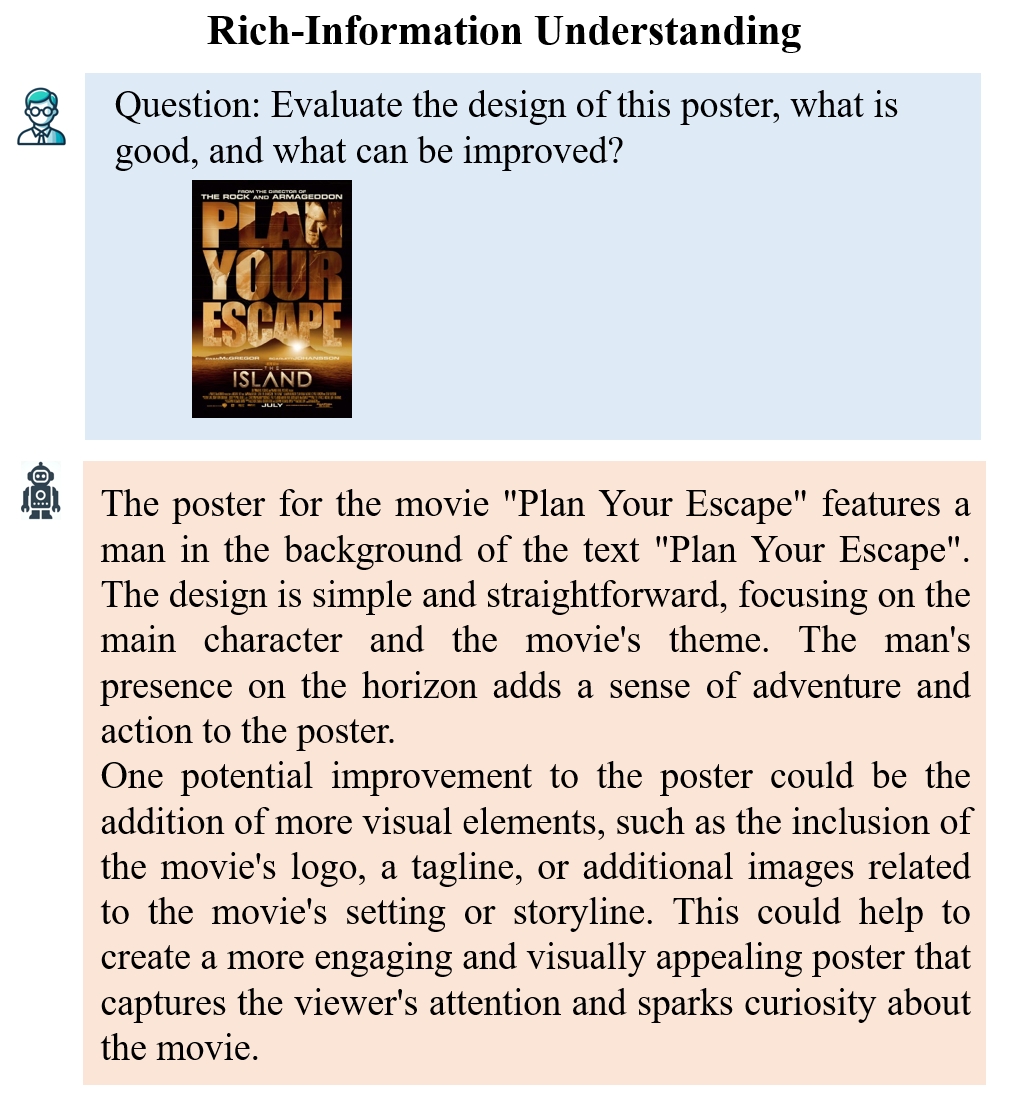 Rich-Information Understanding
Question: Evaluate the design of this poster, what is
good, and what can be improved?
FROM THE DIRECTOR OF
THE ROCK AND ARMAGEDDON
PLAN
YOUR
ESCAPE
McGREGOR JOHANSSON
THE
ISLAND
JULY
The poster for the movie "Plan Your Escape" features a
man in the background of the text "Plan Your Escape".
The design is simple and straightforward, focusing on the
main character and the movie's theme. The man's
presence on the horizon adds a sense of adventure and
action to the poster.
One potential improvement to the poster could be the
addition of more visual elements, such as the inclusion of
the movie's logo, a tagline, or additional images related
to the movie's setting or storyline. This could help to
create a more engaging and visually appealing poster that
captures the viewer's attention and sparks curiosity about
the movie.